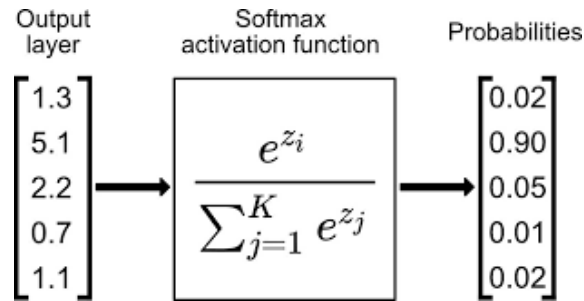 Output
layer
Softmax
activation function
Probabilities
1.3
5.1
2.2
0.7
1.1
e^{z_i}
∑_{j=1}^{K} e^{z_j}
0.02
0.90
0.05
0.01
0.02